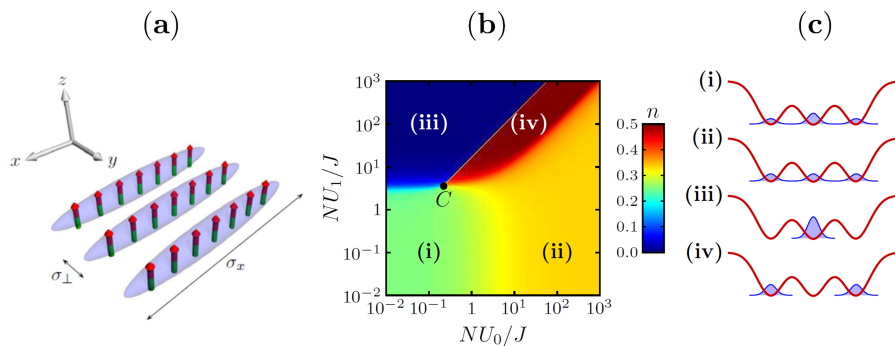 (a)
z
x
y
σ⊥
σₓ
(b)
NU₁/J
10³
10²
10
1
10⁻¹
10⁻²
(iii)
(iv)
C
(i)
(ii)
10⁻² 10⁻¹ 1 10¹ 10² 10³
NU₀/J
n
0.5
0.4
0.3
0.2
0.1
0.0
(c)
(i)
(ii)
(iii)
(iv)